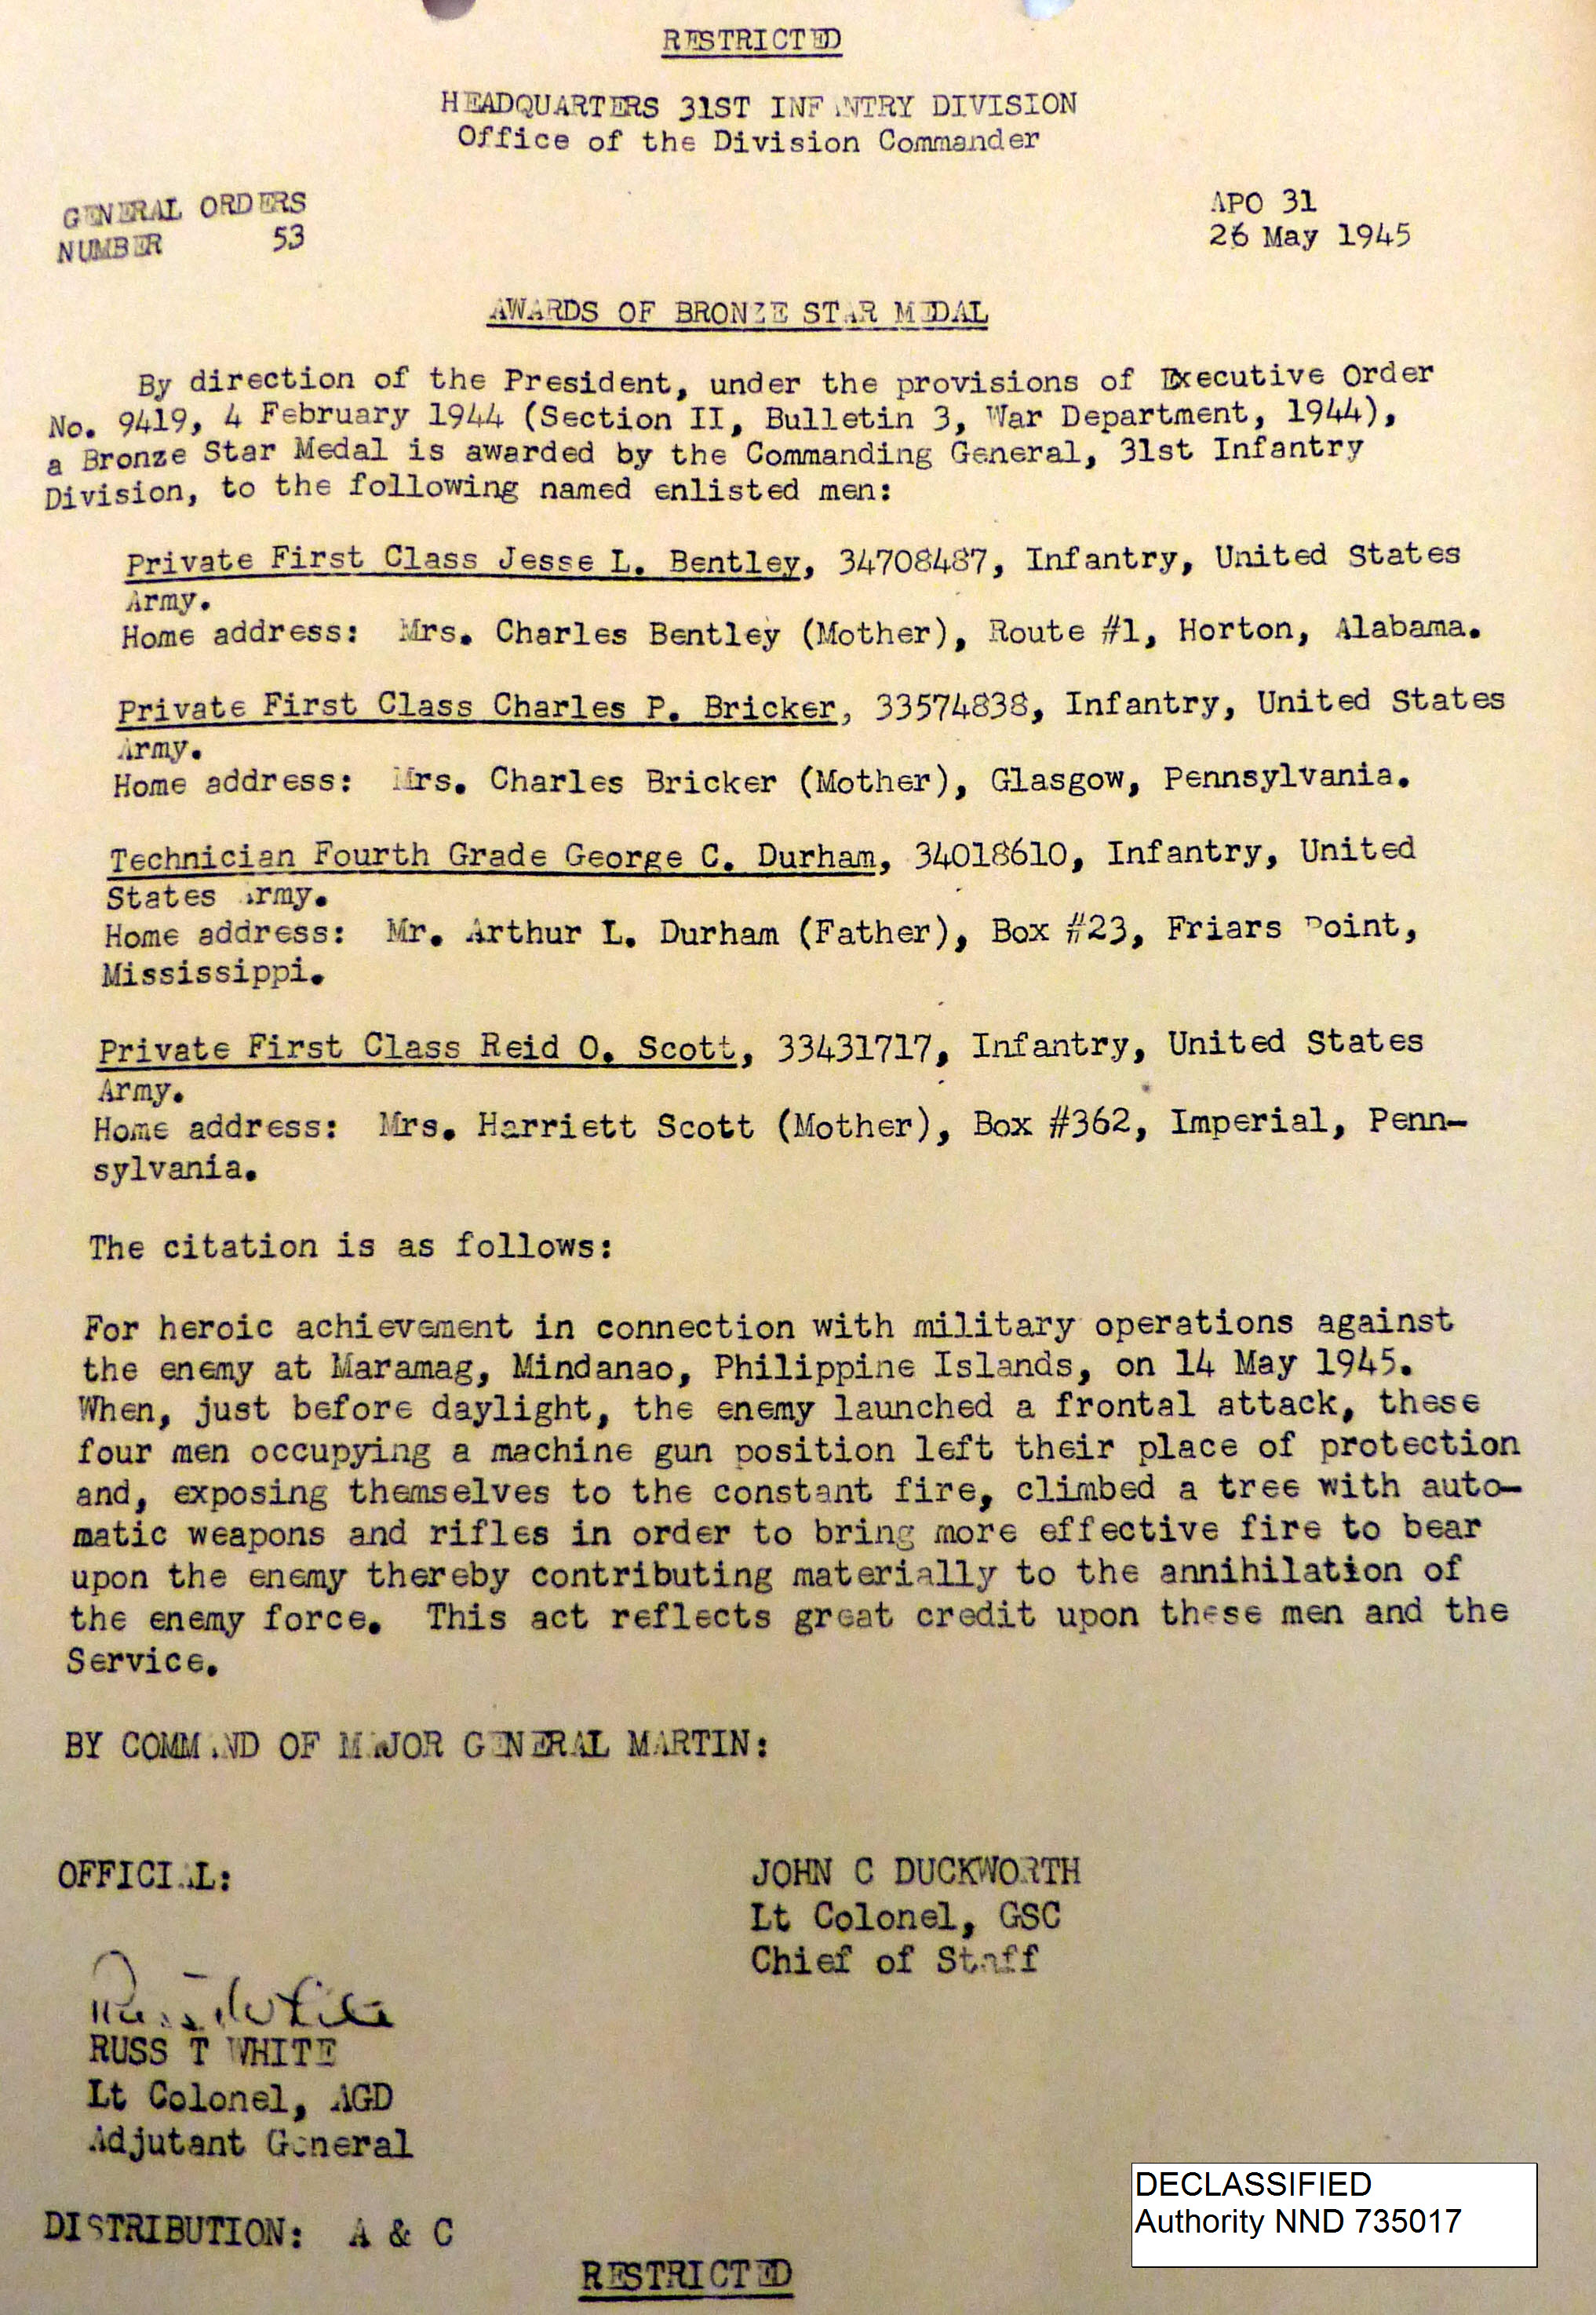 RESTRICTED
HEADQUARTERS 31ST INFANTRY DIVISION
Office of the Division Commander
GENERAL ORDERS
NUMBER 53
APO 31
26 May 1945
AWARDS OF BRONZE STAR MEDAL
By direction of the President, under the provisions of Executive Order
No. 9419, 4 February 1944 (Section II, Bulletin 3, War Department, 1944),
a Bronze Star Medal is awarded by the Commanding General, 31st Infantry
Division, to the following named enlisted men:
Private First Class Jesse L. Bentley, 34708487, Infantry, United States
Army.
Home address: Mrs. Charles Bentley (Mother), Route #1, Horton, Alabama.
Private First Class Charles P. Bricker, 33574838, Infantry, United States
Army.
Home address: Mrs. Charles Bricker (Mother), Glasgow, Pennsylvania.
Technician Fourth Grade George C. Durham, 34018610, Infantry, United
States Army.
Home address: Mr. Arthur L. Durham (Father), Box #23, Friars Point,
Mississippi.
Private First Class Reid O. Scott, 33431717, Infantry, United States
Army.
Home address: Mrs. Harriett Scott (Mother), Box #362, Imperial, Penn-
sylvania.
The citation is as follows:
For heroic achievement in connection with military operations against
the enemy at Maramag, Mindanao, Philippine Islands, on 14 May 1945.
When, just before daylight, the enemy launched a frontal attack, these
four men occupying a machine gun position left their place of protection
and, exposing themselves to the constant fire, climbed a tree with auto-
matic weapons and rifles in order to bring more effective fire to bear
upon the enemy thereby contributing materially to the annihilation of
the enemy force. This act reflects great credit upon these men and the
Service.
BY COMMAND OF MAJOR GENERAL MARTIN:
OFFICIAL:
JOHN C DUCKWORTH
Lt Colonel, GSC
Chief of Staff
RUSS T WHITE
Lt Colonel, AGD
Adjutant General
DISTRIBUTION: A & C
RESTRICTED
DECLASSIFIED
Authority NND 735017